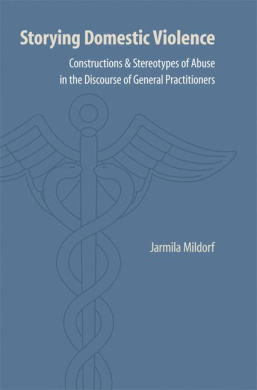 Storying Domestic Violence
Constructions & Stereotypes of Abuse
in the Discourse of General Practitioners
Jarmila Mildorf